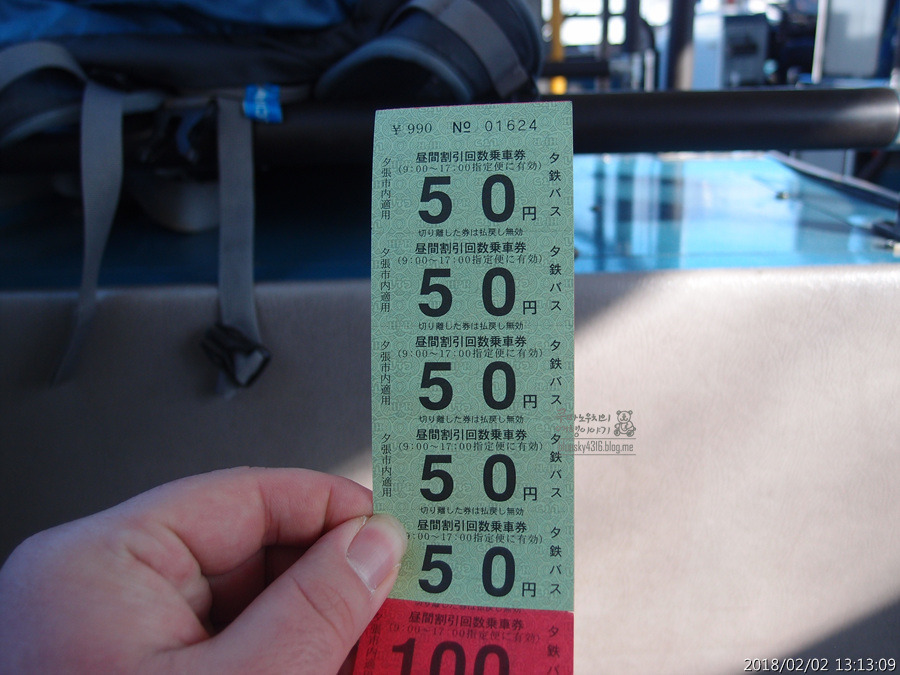 ¥990 № 01624
昼間割引回数乗車券
(9:00〜17:00指定便に有効)
夕張市内適用
50円
夕鉄バス
切り離した券は払戻し無効
昼間割引回数乗車券
(9:00〜17:00指定便に有効)
夕張市内適用
50円
夕鉄バス
切り離した券は払戻し無効
昼間割引回数乗車券
(9:00〜17:00指定便に有効)
夕張市内適用
50円
夕鉄バス
切り離した券は払戻し無効
昼間割引回数乗車券
(9:00〜17:00指定便に有効)
夕張市内適用
50円
夕鉄バス
切り離した券は払戻し無効
昼間割引回数乗車券
:00〜17:00指定便に有効)
50円
夕鉄バス
昼間割引回数乗車券
(9:00〜17:00指定便に有効)
100
夕鉄バ
sky4316.blog.me
2018/02/02 13:13:09